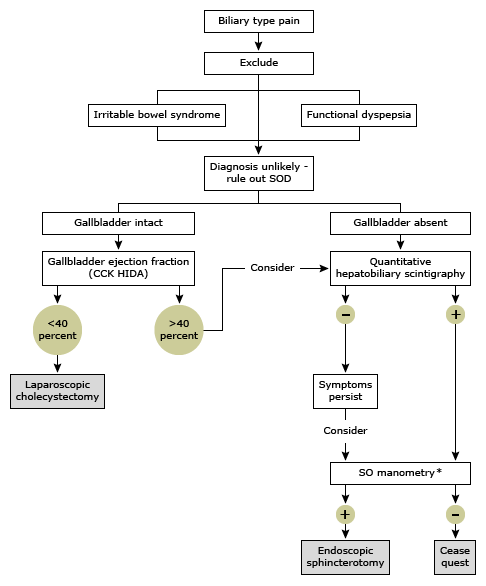 Biliary type pain
Exclude
Irritable bowel syndrome
Functional dyspepsia
Diagnosis unlikely -
rule out SOD
Gallbladder intact
Gallbladder absent
Gallbladder ejection fraction
(CCK HIDA)
Consider
Quantitative
hepatobiliary scintigraphy
<40
percent
>40
percent
–
+
Laparoscopic
cholecystectomy
Symptoms
persist
Consider
SO manometry*
+
–
Endoscopic
sphincterotomy
Cease
quest